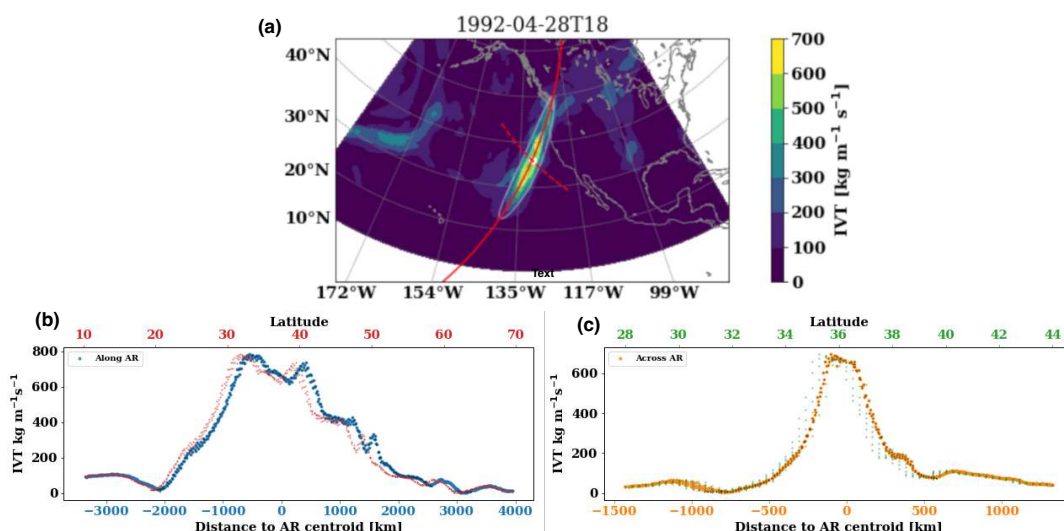 (a)
1992-04-28T18
40°N
30°N
20°N
10°N
172°W 154°W 135°W 117°W 99°W
Text
700
600
500
400
300
200
100
0
IVT [kg m⁻¹ s⁻¹]
(b)
Latitude
10 20 30 40 50 60 70
Along AR
800
600
400
200
0
IVT kg m⁻¹s⁻¹
−3000 −2000 −1000 0 1000 2000 3000 4000
Distance to AR centroid [km]
(c)
Latitude
28 30 32 34 36 38 40 42 44
Across AR
600
400
200
0
IVT kg m⁻¹s⁻¹
−1500 −1000 −500 0 500 1000
Distance to AR centroid [km]